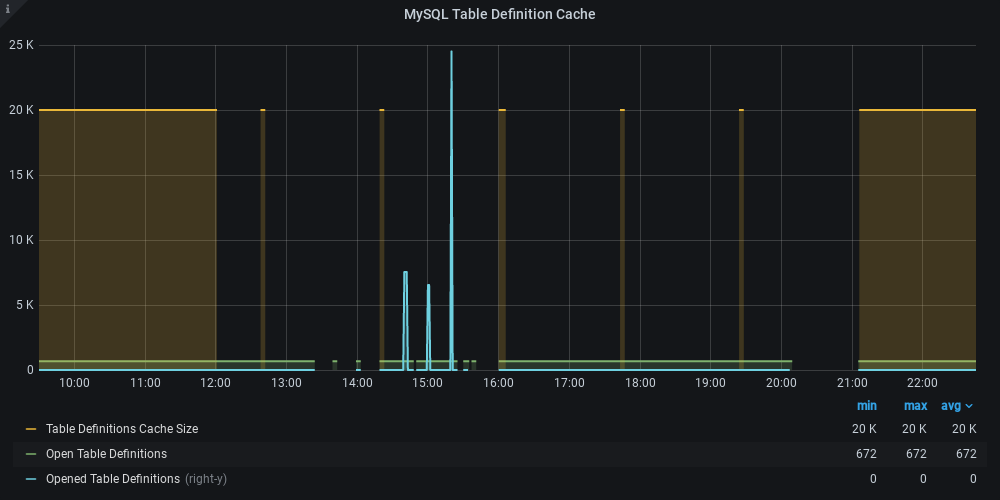 i
MySQL Table Definition Cache
25 K
20 K
15 K
10 K
5 K
0
10:00 11:00 12:00 13:00 14:00 15:00 16:00 17:00 18:00 19:00 20:00 21:00 22:00
min max avg
Table Definitions Cache Size 20 K 20 K 20 K
Open Table Definitions 672 672 672
Opened Table Definitions (right-y) 0 0 0